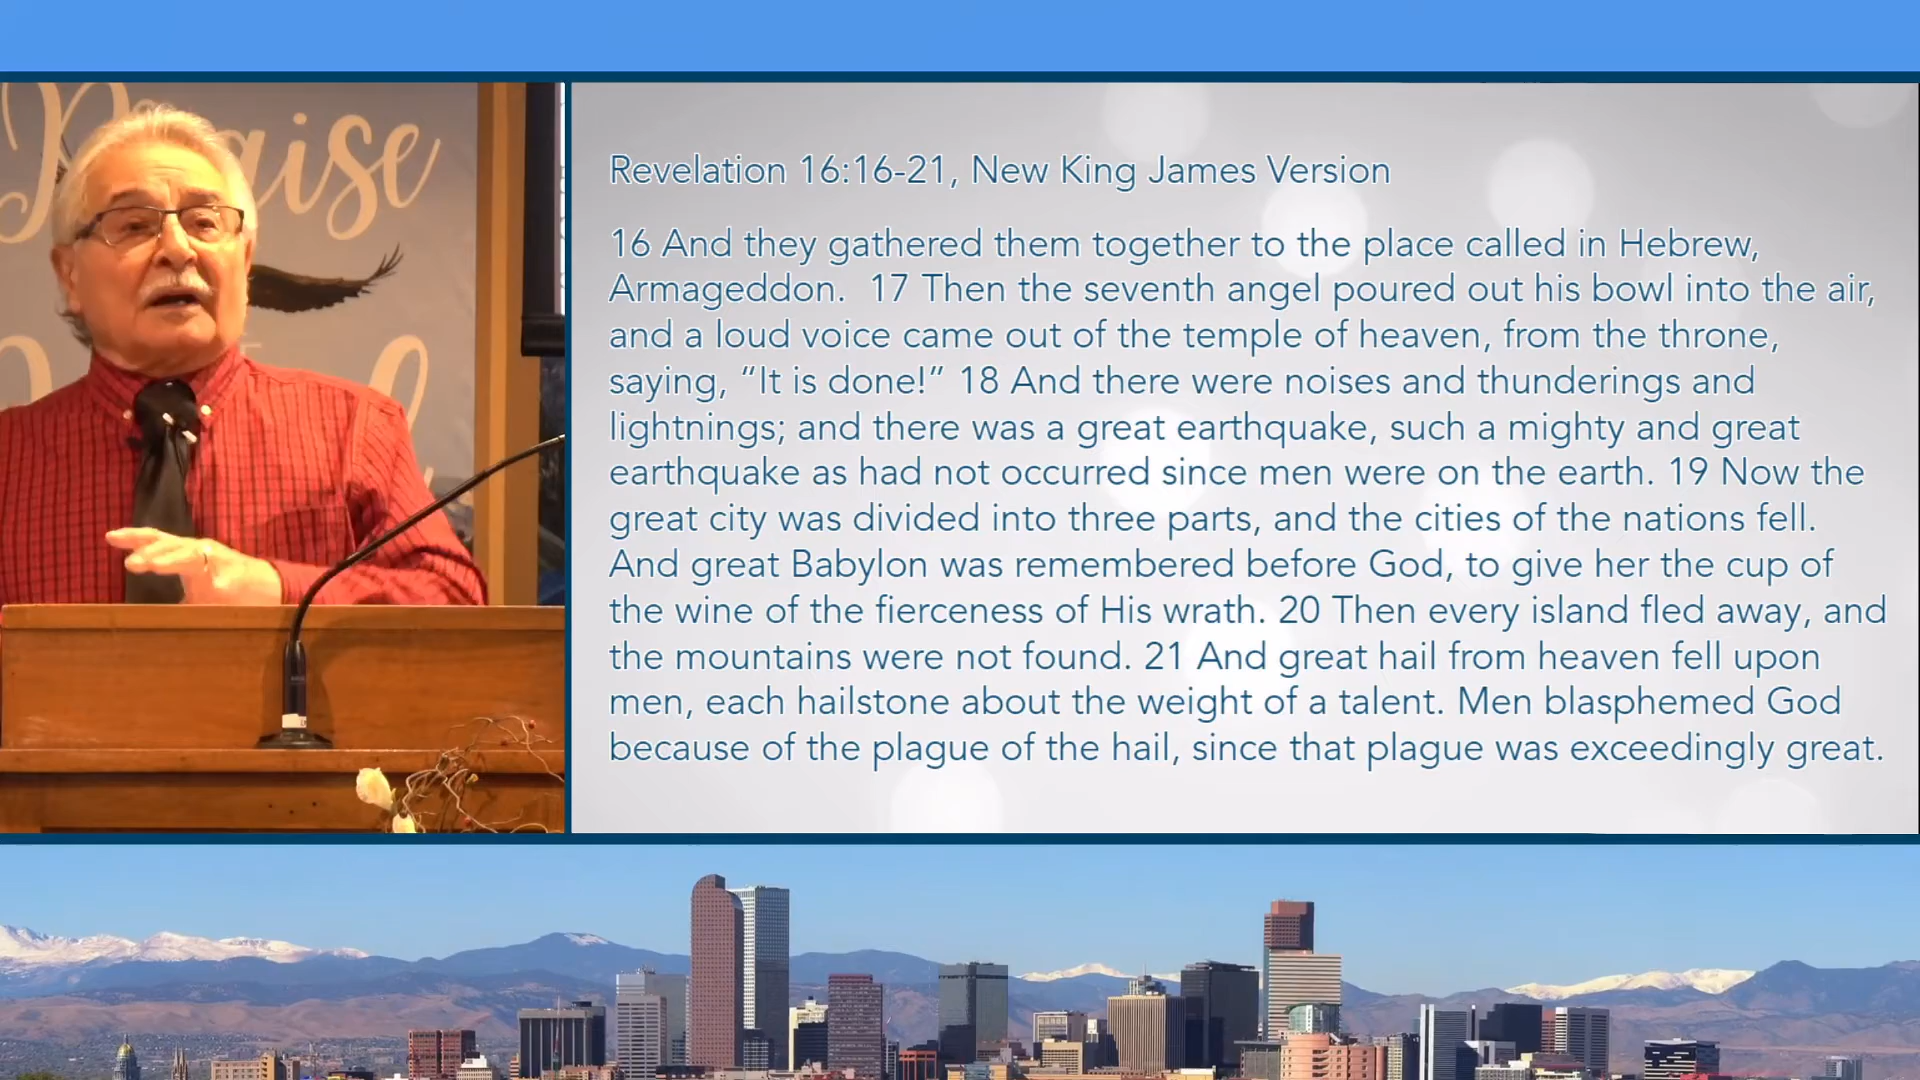 Praise
Revelation 16:16-21, New King James Version
16 And they gathered them together to the place called in Hebrew,
Armageddon.  17 Then the seventh angel poured out his bowl into the air,
and a loud voice came out of the temple of heaven, from the throne,
saying, “It is done!” 18 And there were noises and thunderings and
lightnings; and there was a great earthquake, such a mighty and great
earthquake as had not occurred since men were on the earth. 19 Now the
great city was divided into three parts, and the cities of the nations fell.
And great Babylon was remembered before God, to give her the cup of
the wine of the fierceness of His wrath. 20 Then every island fled away, and
the mountains were not found. 21 And great hail from heaven fell upon
men, each hailstone about the weight of a talent. Men blasphemed God
because of the plague of the hail, since that plague was exceedingly great.